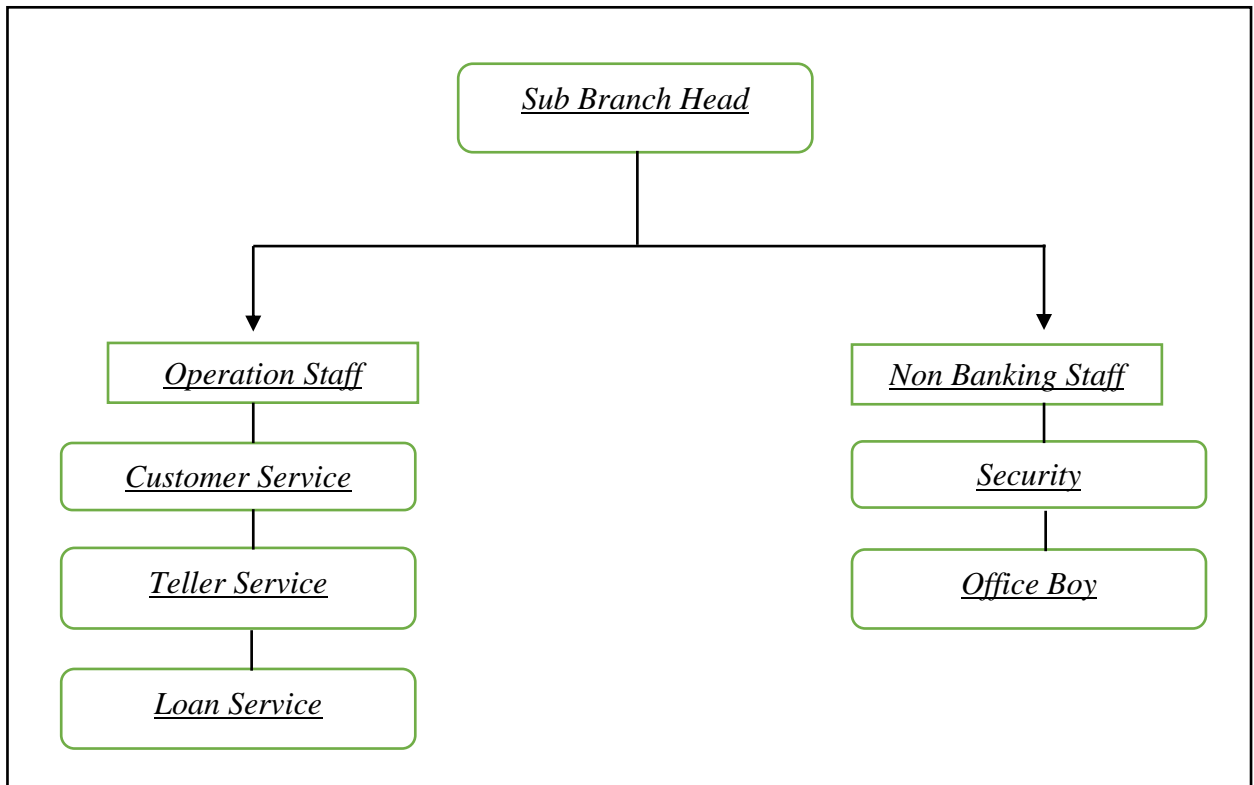 Sub Branch Head
Operation Staff
Non Banking Staff
Customer Service
Security
Teller Service
Office Boy
Loan Service